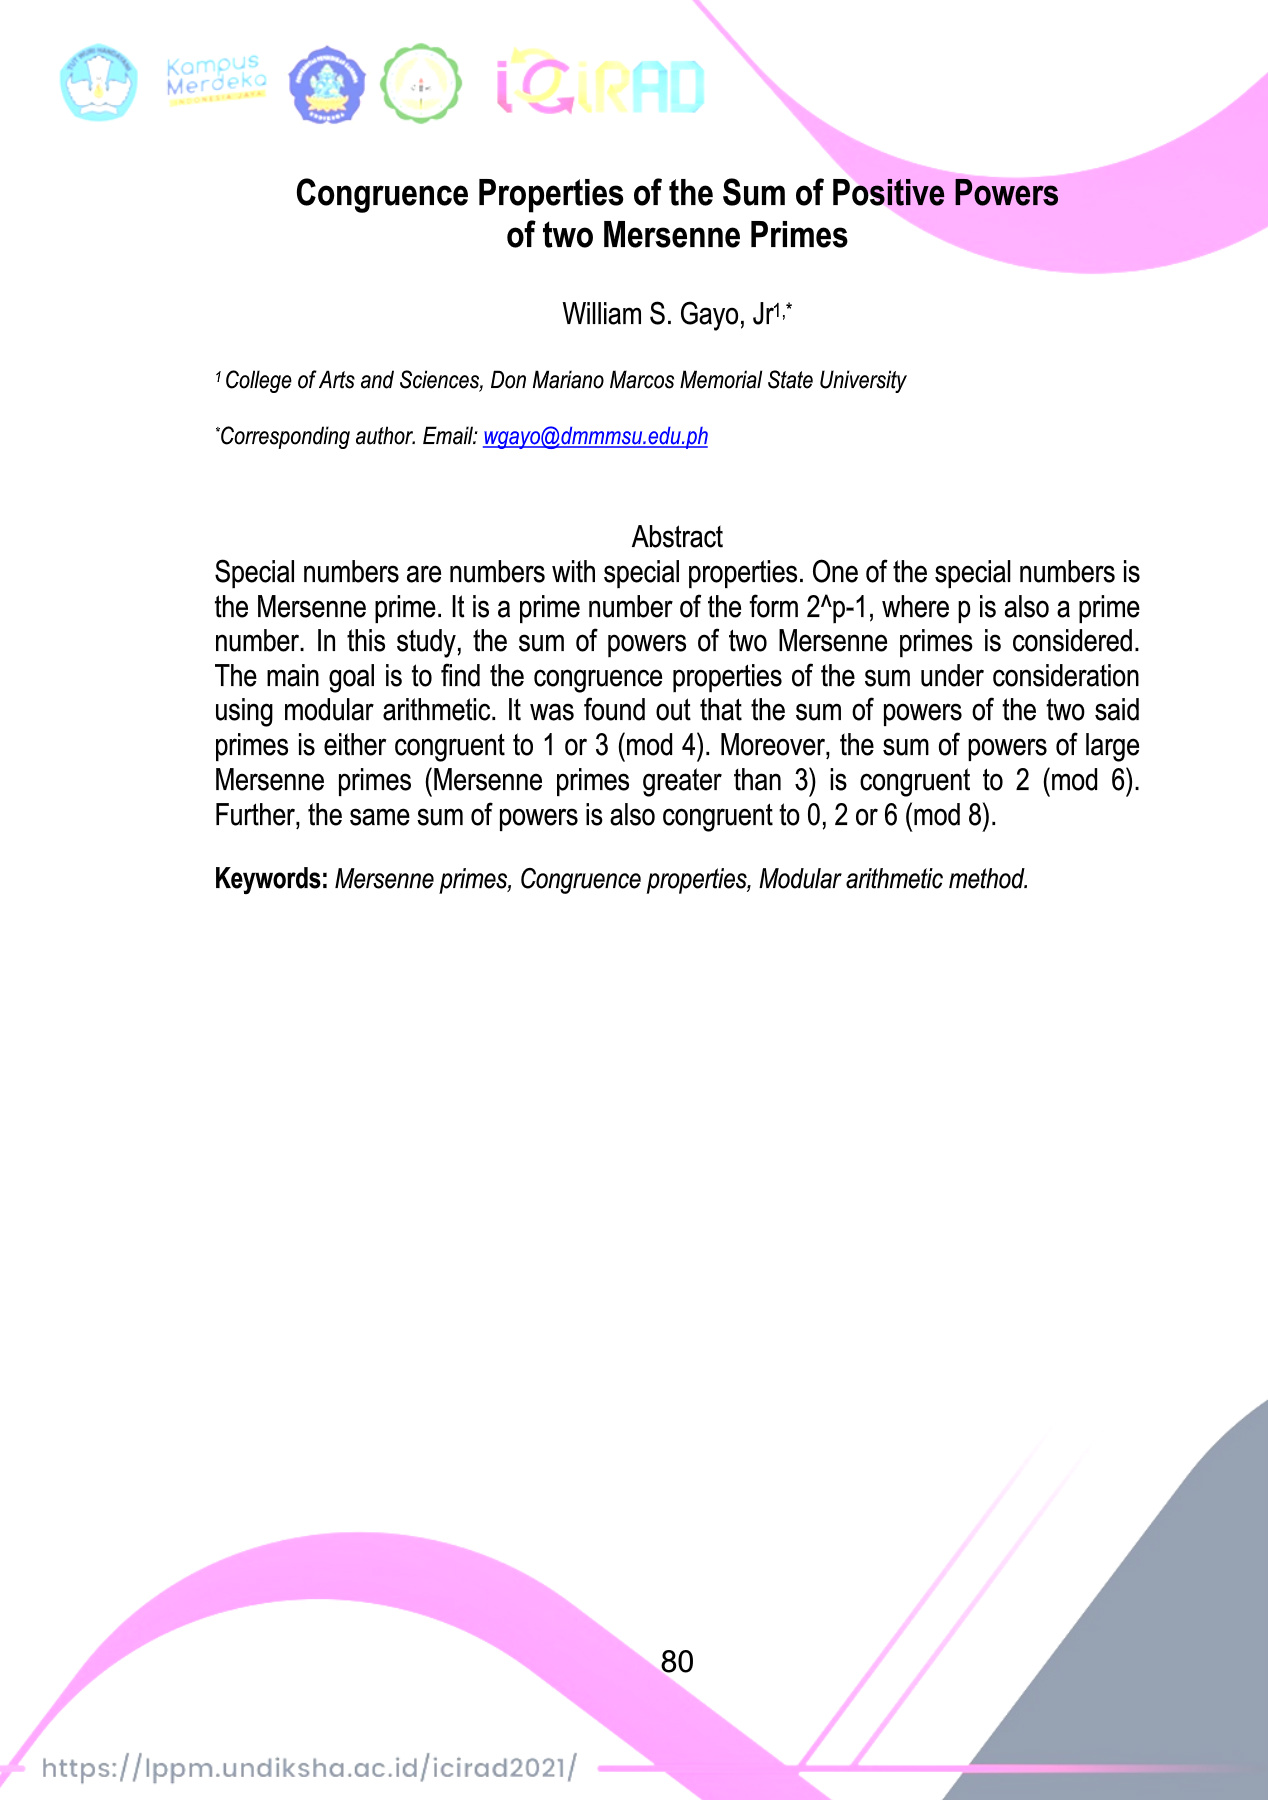 TUT WURI HANDAYANI
Kampus
Merdeka
INDONESIA JAYA
iCiRAD
Congruence Properties of the Sum of Positive Powers
of two Mersenne Primes
William S. Gayo, Jr1,*
1 College of Arts and Sciences, Don Mariano Marcos Memorial State University
*Corresponding author. Email: wgayo@dmmmsu.edu.ph
Abstract
Special numbers are numbers with special properties. One of the special numbers is
the Mersenne prime. It is a prime number of the form 2^p-1, where p is also a prime
number. In this study, the sum of powers of two Mersenne primes is considered.
The main goal is to find the congruence properties of the sum under consideration
using modular arithmetic. It was found out that the sum of powers of the two said
primes is either congruent to 1 or 3 (mod 4). Moreover, the sum of powers of large
Mersenne primes (Mersenne primes greater than 3) is congruent to 2 (mod 6).
Further, the same sum of powers is also congruent to 0, 2 or 6 (mod 8).
Keywords: Mersenne primes, Congruence properties, Modular arithmetic method.
80
https://lppm.undiksha.ac.id/icirad2021/